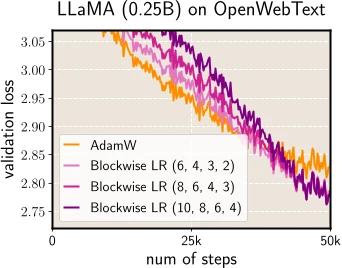 LLaMA (0.25B) on OpenWebText
validation loss
3.05
3.00
2.95
2.90
2.85
2.80
2.75
AdamW
Blockwise LR (6, 4, 3, 2)
Blockwise LR (8, 6, 4, 3)
Blockwise LR (10, 8, 6, 4)
0 25k 50k
num of steps